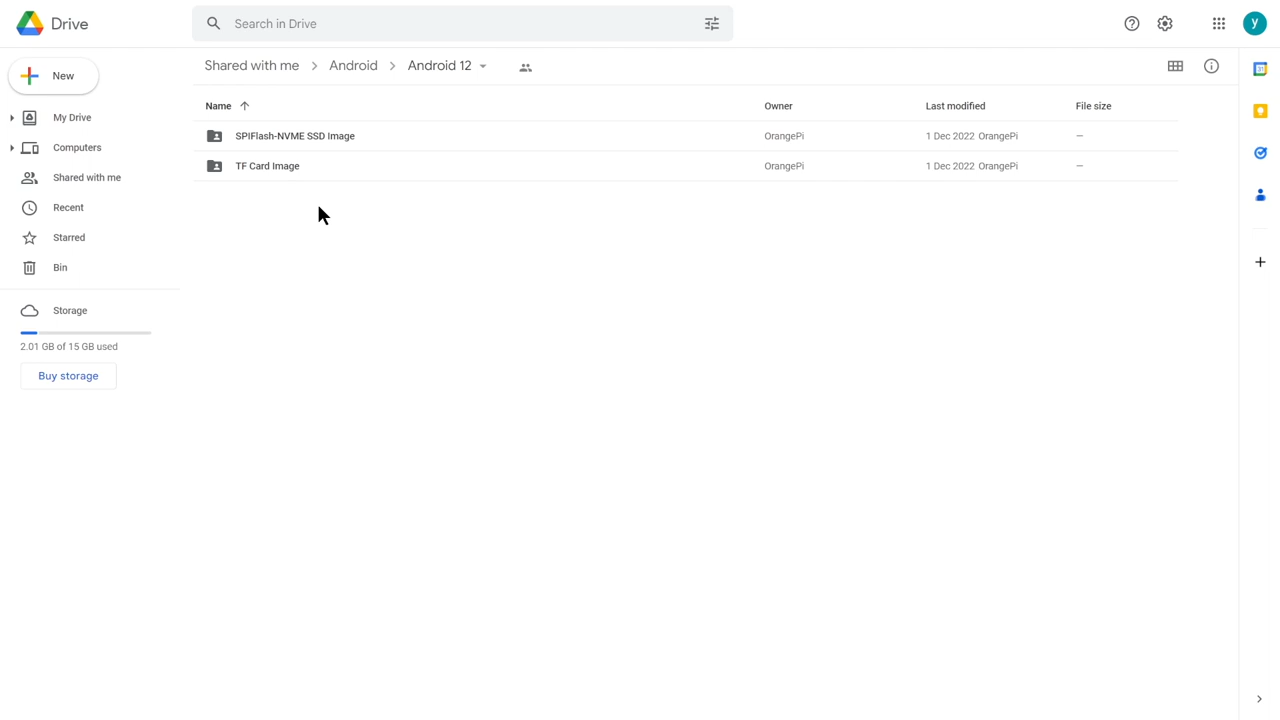 Drive
Search in Drive
y
New
Shared with me
Android
Android 12
My Drive
Computers
Shared with me
Recent
Starred
Bin
Storage
2.01 GB of 15 GB used
Buy storage
Name Owner Last modified File size
SPIFlash-NVME SSD Image OrangePi 1 Dec 2022 OrangePi —
TF Card Image OrangePi 1 Dec 2022 OrangePi —
31